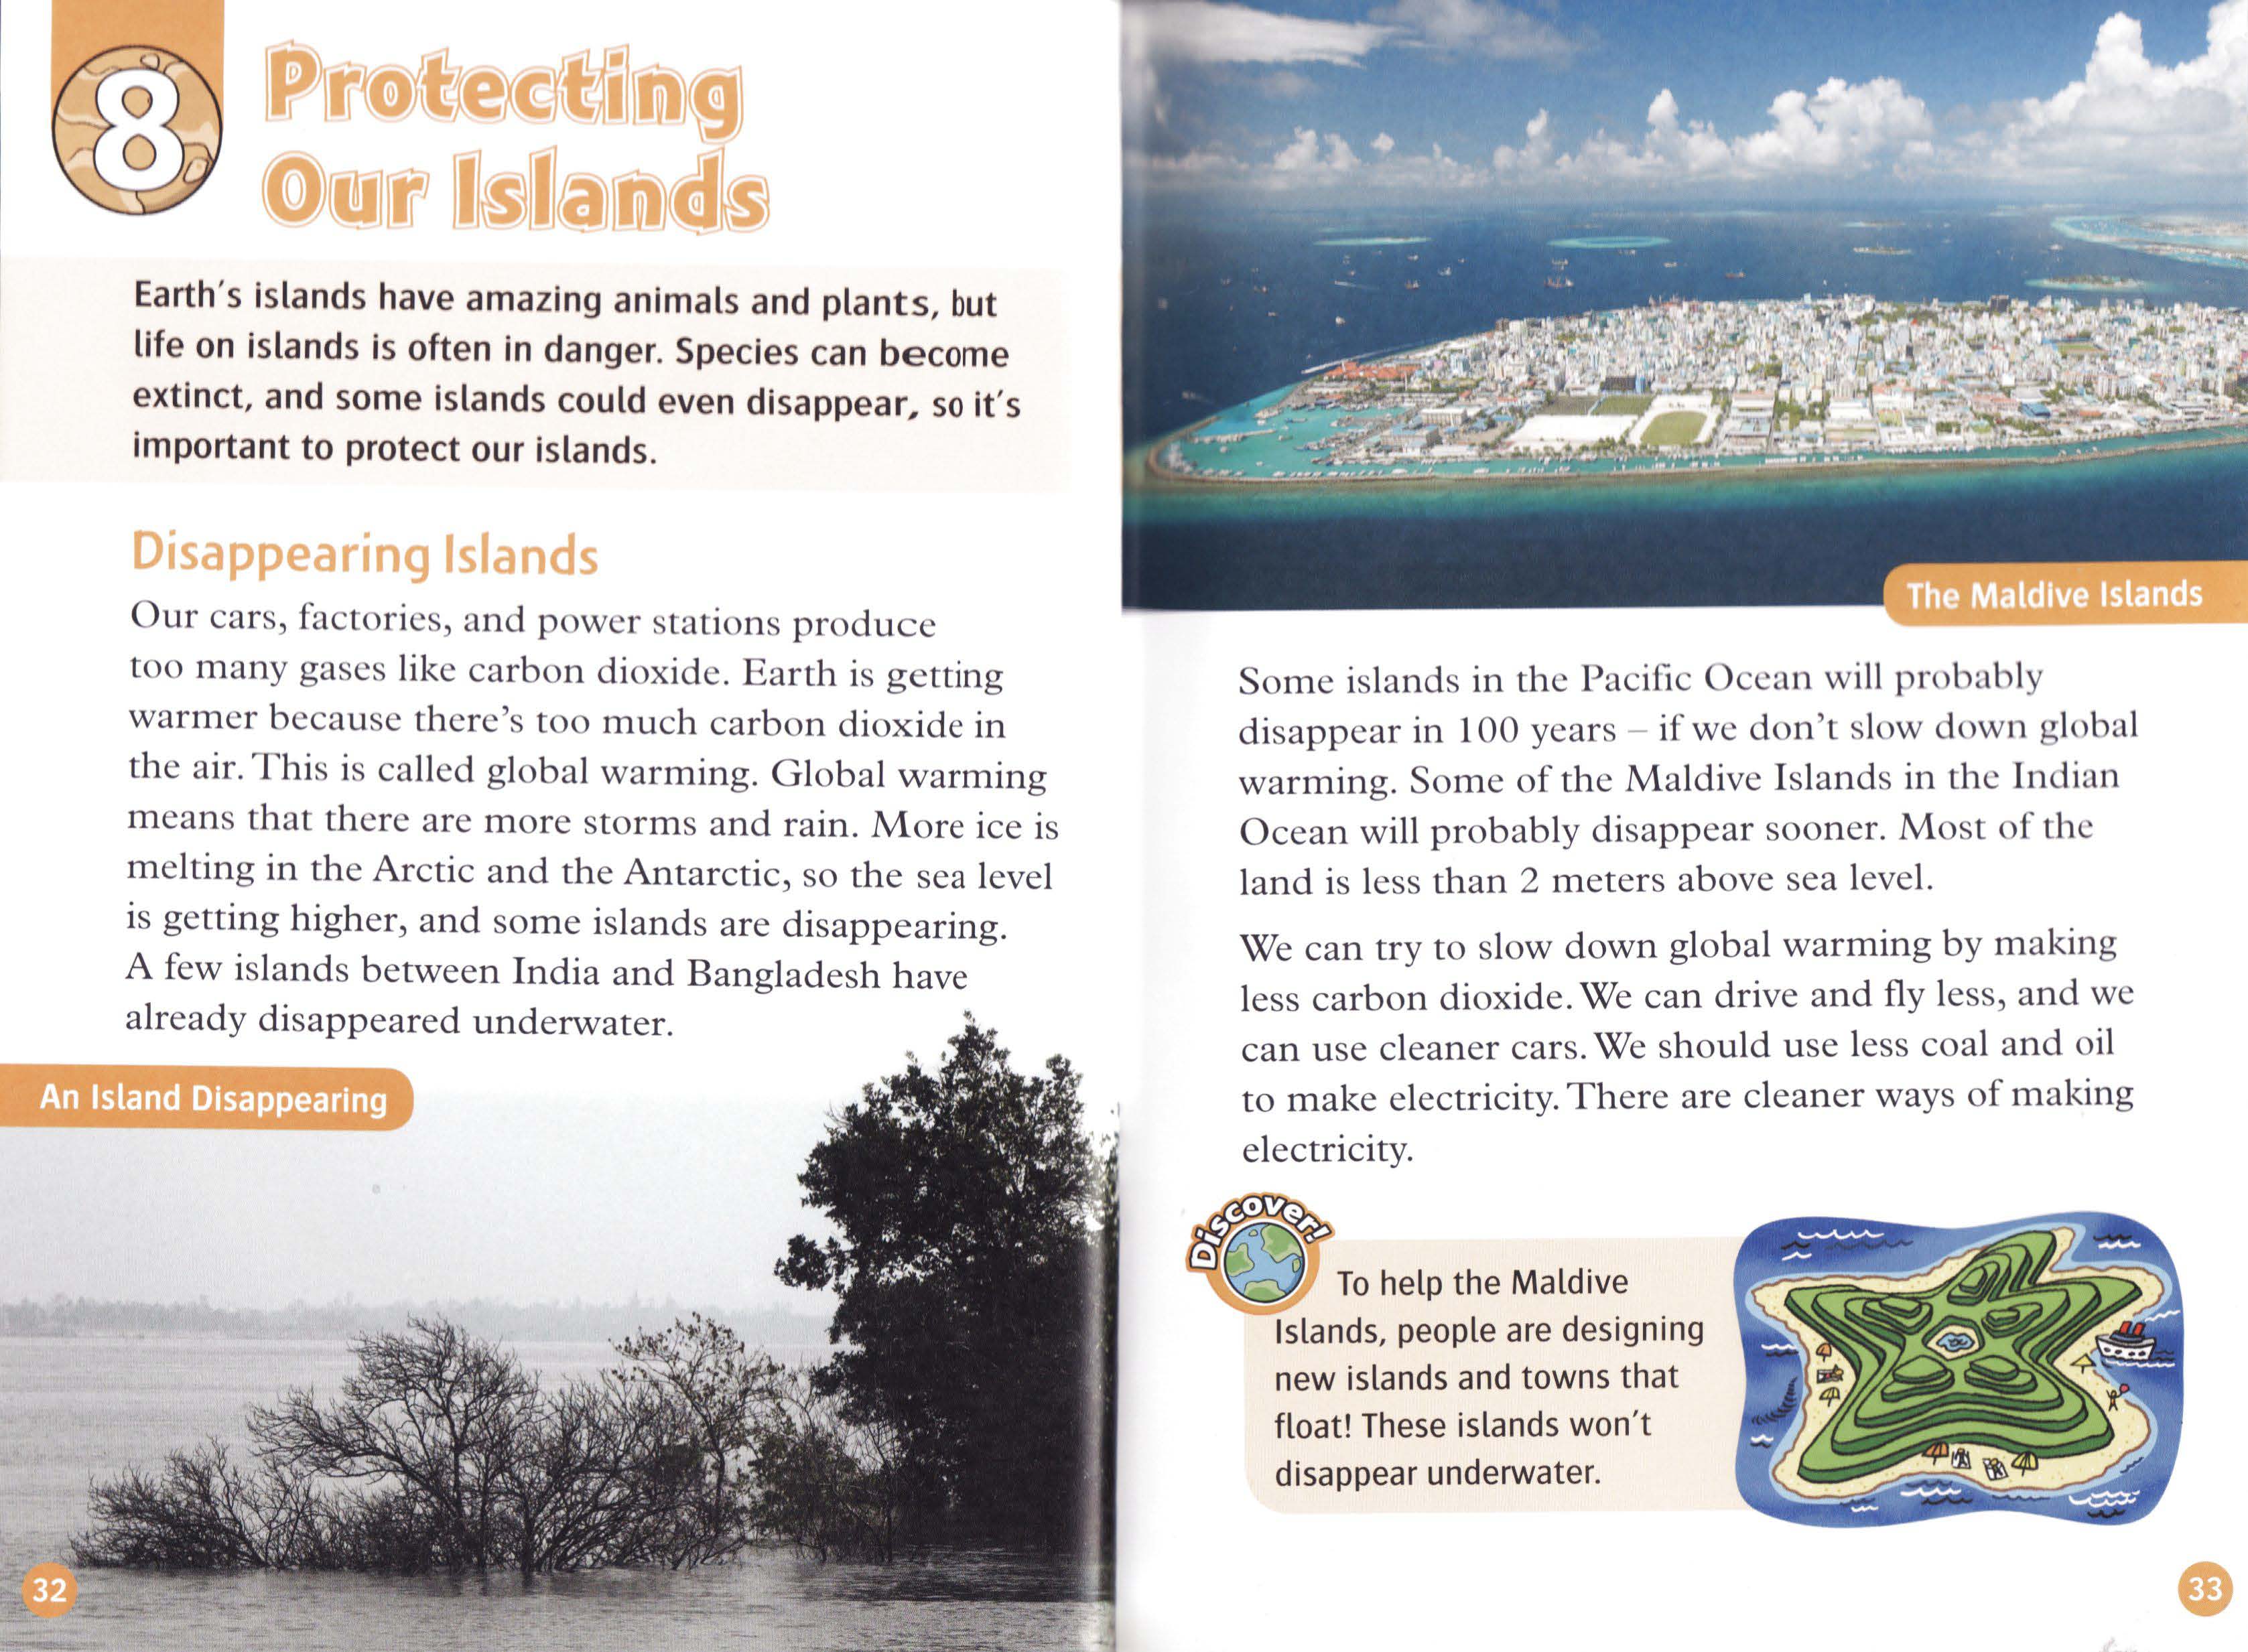 8
Protecting
Our Islands
Earth's islands have amazing animals and plants, but
life on islands is often in danger. Species can become
extinct, and some islands could even disappear, so it's
important to protect our islands.
Disappearing Islands
Our cars, factories, and power stations produce
too many gases like carbon dioxide. Earth is getting
warmer because there's too much carbon dioxide in
the air. This is called global warming. Global warming
means that there are more storms and rain. More ice is
melting in the Arctic and the Antarctic, so the sea level
is getting higher, and some islands are disappearing.
A few islands between India and Bangladesh have
already disappeared underwater.
An Island Disappearing
32
The Maldive Islands
Some islands in the Pacific Ocean will probably
disappear in 100 years – if we don't slow down global
warming. Some of the Maldive Islands in the Indian
Ocean will probably disappear sooner. Most of the
land is less than 2 meters above sea level.
We can try to slow down global warming by making
less carbon dioxide. We can drive and fly less, and we
can use cleaner cars. We should use less coal and oil
to make electricity. There are cleaner ways of making
electricity.
Discover!
To help the Maldive
Islands, people are designing
new islands and towns that
float! These islands won't
disappear underwater.
33